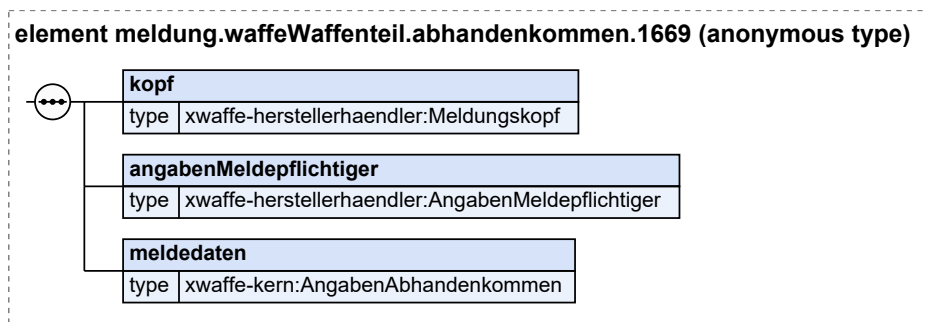 element meldung.waffeWaffenteil.abhandenkommen.1669 (anonymous type)
kopf
type xwaffe-herstellerhaendler:Meldungskopf
angabenMeldepflichtiger
type xwaffe-herstellerhaendler:AngabenMeldepflichtiger
meldedaten
type xwaffe-kern:AngabenAbhandenkommen